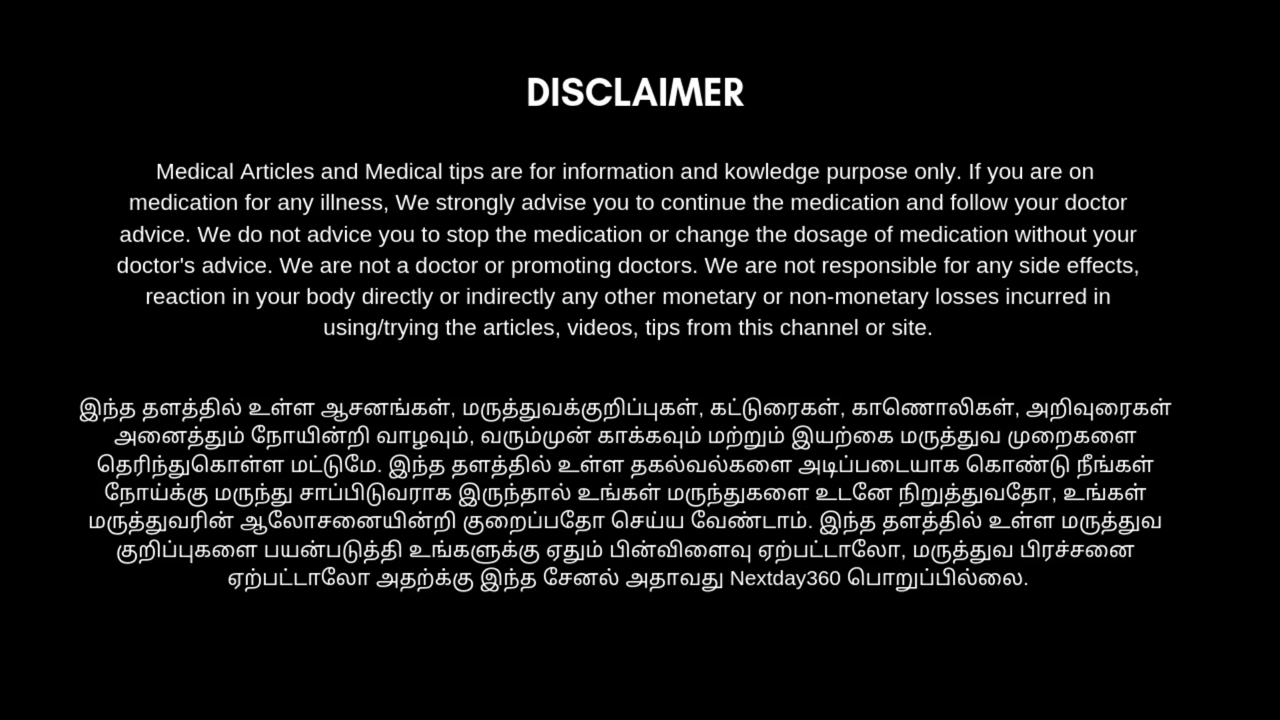 DISCLAIMER
Medical Articles and Medical tips are for information and kowledge purpose only. If you are on
medication for any illness, We strongly advise you to continue the medication and follow your doctor
advice. We do not advice you to stop the medication or change the dosage of medication without your
doctor's advice. We are not a doctor or promoting doctors. We are not responsible for any side effects,
reaction in your body directly or indirectly any other monetary or non-monetary losses incurred in
using/trying the articles, videos, tips from this channel or site.
இந்த தளத்தில் உள்ள ஆசனங்கள், மருத்துவக்குறிப்புகள், கட்டுரைகள், காணொலிகள், அறிவுரைகள்
அனைத்தும் நோயின்றி வாழவும், வரும்முன் காக்கவும் மற்றும் இயற்கை மருத்துவ முறைகளை
தெரிந்துகொள்ள மட்டுமே. இந்த தளத்தில் உள்ள தகல்வல்களை அடிப்படையாக கொண்டு நீங்கள்
நோய்க்கு மருந்து சாப்பிடுவராக இருந்தால் உங்கள் மருந்துகளை உடனே நிறுத்துவதோ, உங்கள்
மருத்துவரின் ஆலோசனையின்றி குறைப்பதோ செய்ய வேண்டாம். இந்த தளத்தில் உள்ள மருத்துவ
குறிப்புகளை பயன்படுத்தி உங்களுக்கு ஏதும் பின்விளைவு ஏற்பட்டாலோ, மருத்துவ பிரச்சனை
ஏற்பட்டாலோ அதற்க்கு இந்த சேனல் அதாவது Nextday360 பொறுப்பில்லை.